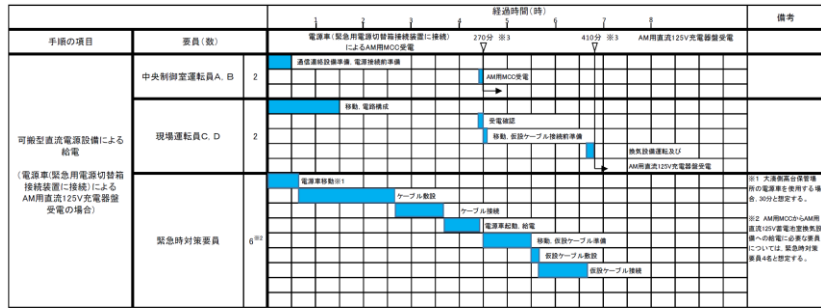 経過時間(時)
備考
1 2 3 4 5 6 7 8
手順の項目
要員(数)
電源車(緊急用電源切替箱接続装置に接続)
によるAM用MCC受電
270分 ※3
410分 ※3
AM用直流125V充電器盤受電
中央制御室運転員A、B
2
通信連絡設備準備、電源接続前準備
AM用MCC受電
可搬型直流電源設備による
給電
(電源車(緊急用電源切替箱
接続装置に接続)による
AM用直流125V充電器盤
受電の場合)
現場運転員C、D
2
移動、電路構成
受電確認
移動、仮設ケーブル接続前準備
換気設備運転及び
AM用直流125V充電器盤受電
緊急時対策要員
6※2
電源車移動※1
ケーブル敷設
ケーブル接続
電源車起動、給電
移動、仮設ケーブル準備
仮設ケーブル敷設
仮設ケーブル接続
※1 大湊側高台保管場
所の電源車を使用する場
合、30分と想定する。
※2 AM用MCCからAM用
直流125V蓄電池室換気設
備への給電に必要な要員
については、緊急時対策
要員4名と想定する。